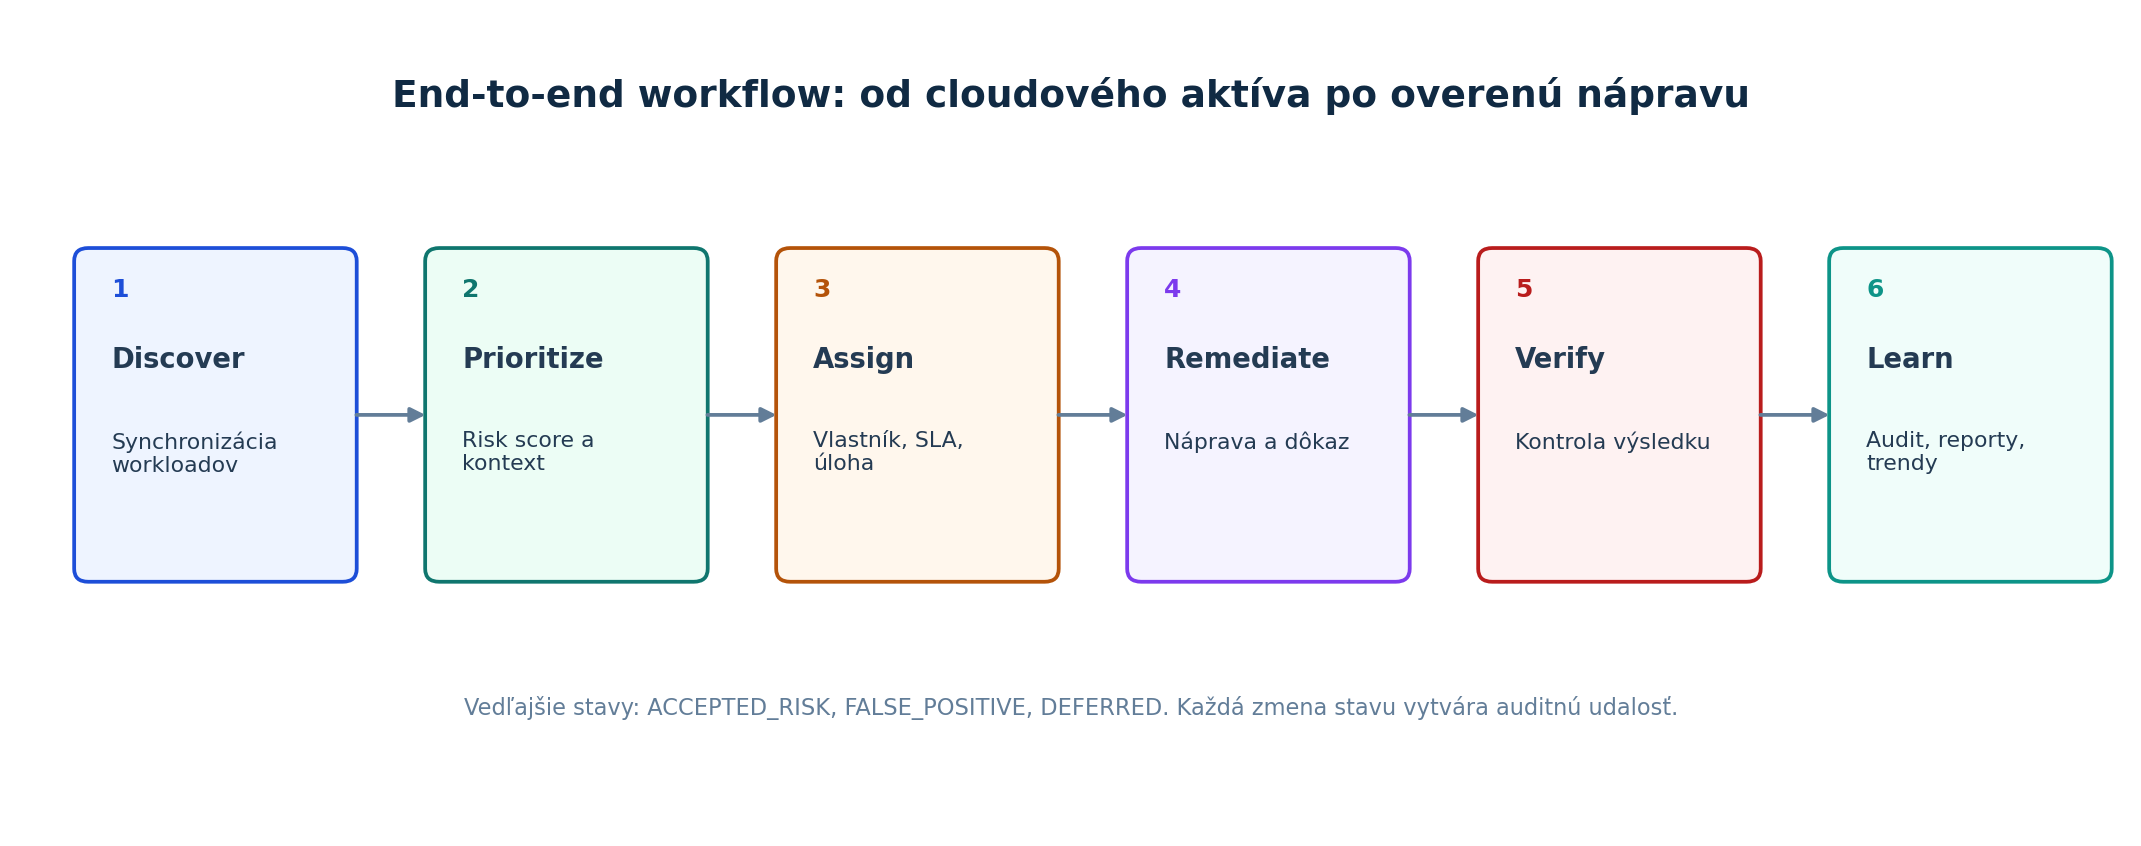 End-to-end workflow: od cloudového aktíva po overenú nápravu
1
Discover
Synchronizácia
workloadov
2
Prioritize
Risk score a
kontext
3
Assign
Vlastník, SLA,
úloha
4
Remediate
Náprava a dôkaz
5
Verify
Kontrola výsledku
6
Learn
Audit, reporty,
trendy
Vedľajšie stavy: ACCEPTED_RISK, FALSE_POSITIVE, DEFERRED. Každá zmena stavu vytvára auditnú udalosť.